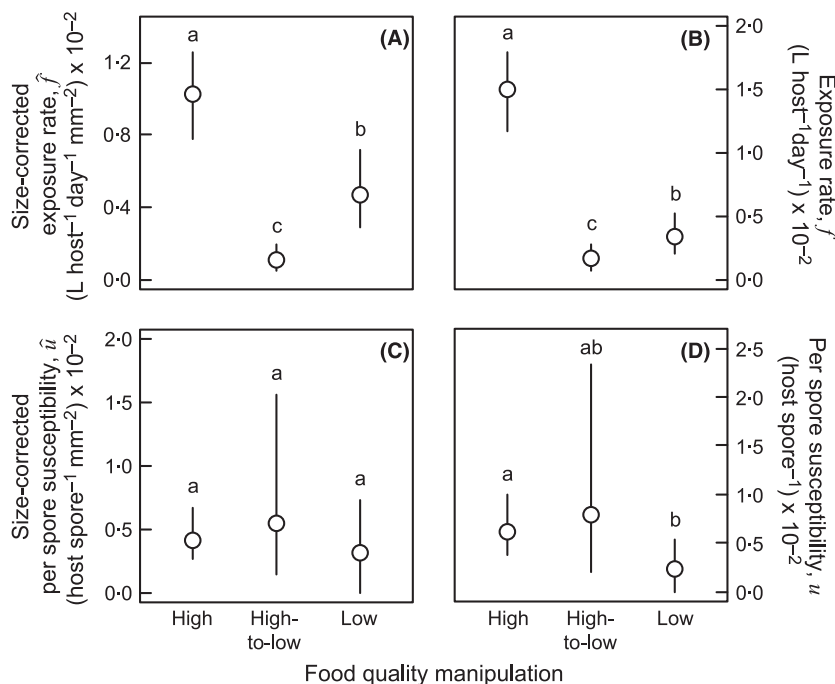 (A)
Size-corrected
exposure rate, f̂
(L host⁻¹ day⁻¹ mm⁻²) x 10⁻²
1·2
0·8
0·4
0·0
a
c
b
(B)
Exposure rate, f
(L host⁻¹day⁻¹) x 10⁻²
2·0
1·5
1·0
0·5
0·0
a
c
b
(C)
Size-corrected
per spore susceptibility, û
(host spore⁻¹ mm⁻²) x 10⁻²
2·0
1·5
1·0
0·5
0·0
a
a
a
High
High-
to-low
Low
(D)
Per spore susceptibility, u
(host spore⁻¹) x 10⁻²
2·5
2·0
1·5
1·0
0·5
0·0
a
ab
b
High
High-
to-low
Low
Food quality manipulation